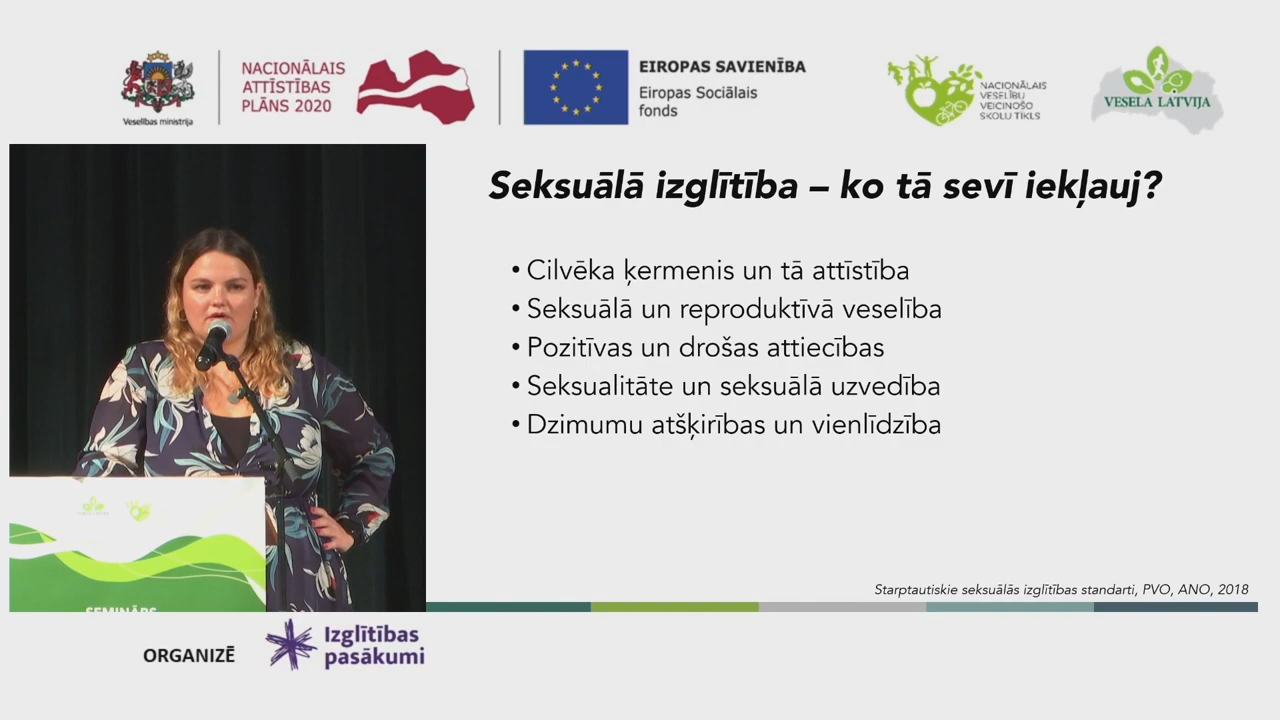 Veselības ministrija
NACIONĀLAIS
ATTĪSTĪBAS
PLĀNS 2020
EIROPAS SAVIENĪBA
Eiropas Sociālais
fonds
NACIONĀLAIS
VESELĪBU
VEICINOŠO
SKOLU TĪKLS
VESELA LATVIJA
Seksuālā izglītība – ko tā sevī iekļauj?
• Cilvēka ķermenis un tā attīstība
• Seksuālā un reproduktīvā veselība
• Pozitīvas un drošas attiecības
• Seksualitāte un seksuālā uzvedība
• Dzimumu atšķirības un vienlīdzība
Starptautiskie seksuālās izglītības standarti, PVO, ANO, 2018
SEMINĀRS
ORGANIZĒ
Izglītības
pasākumi